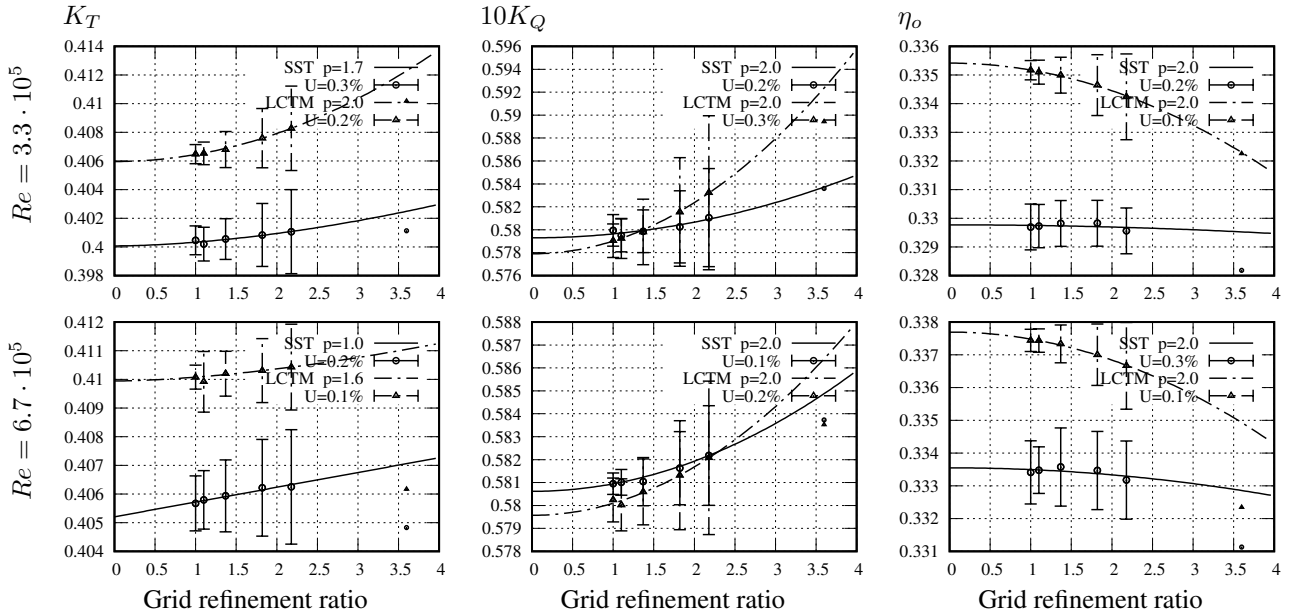 K_T
10K_Q
η_o
Re = 3.3 · 10^5
0.414
0.412
0.41
0.408
0.406
0.404
0.402
0.4
0.398
0 0.5 1 1.5 2 2.5 3 3.5 4
SST p=1.7
U=0.3%
LCTM p=2.0
U=0.2%
0.596
0.594
0.592
0.59
0.588
0.586
0.584
0.582
0.58
0.578
0.576
0 0.5 1 1.5 2 2.5 3 3.5 4
SST p=2.0
U=0.2%
LCTM p=2.0
U=0.3%
0.336
0.335
0.334
0.333
0.332
0.331
0.33
0.329
0.328
0 0.5 1 1.5 2 2.5 3 3.5 4
SST p=2.0
U=0.2%
LCTM p=2.0
U=0.1%
Re = 6.7 · 10^5
0.412
0.411
0.41
0.409
0.408
0.407
0.406
0.405
0.404
0 0.5 1 1.5 2 2.5 3 3.5 4
SST p=1.0
U=0.2%
LCTM p=1.6
U=0.1%
Grid refinement ratio
0.588
0.587
0.586
0.585
0.584
0.583
0.582
0.581
0.58
0.579
0.578
0 0.5 1 1.5 2 2.5 3 3.5 4
SST p=2.0
U=0.1%
LCTM p=2.0
U=0.2%
Grid refinement ratio
0.338
0.337
0.336
0.335
0.334
0.333
0.332
0.331
0 0.5 1 1.5 2 2.5 3 3.5 4
SST p=2.0
U=0.3%
LCTM p=2.0
U=0.1%
Grid refinement ratio